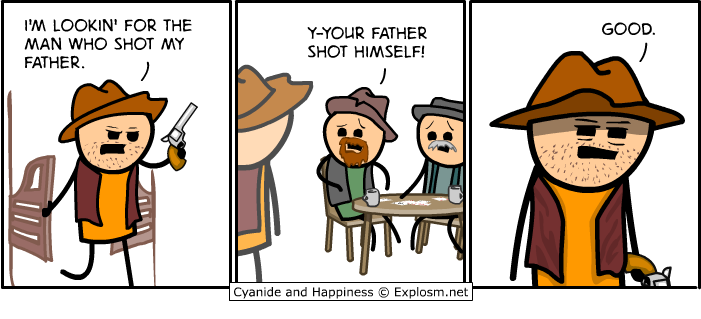 I'M LOOKIN' FOR THE
MAN WHO SHOT MY
FATHER.
Y-YOUR FATHER
SHOT HIMSELF!
GOOD.
Cyanide and Happiness © Explosm.net